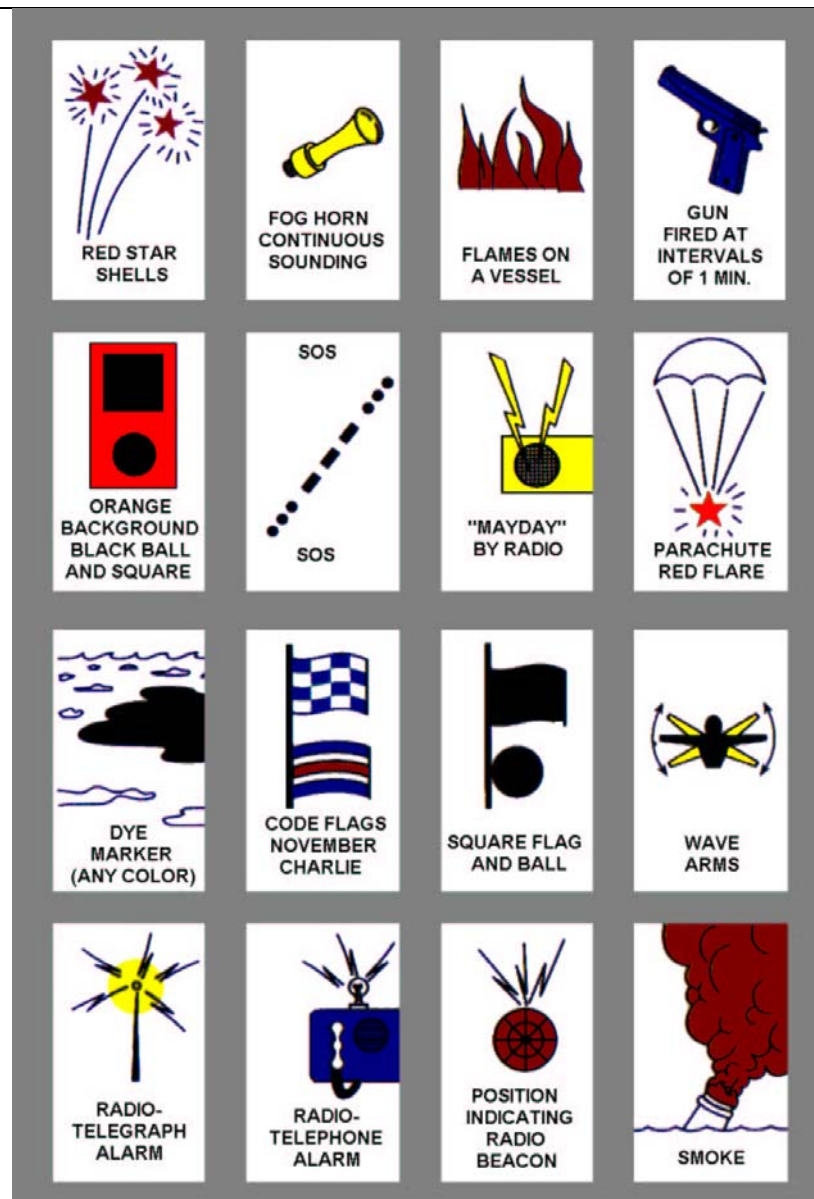 RED STAR
SHELLS
FOG HORN
CONTINUOUS
SOUNDING
FLAMES ON
A VESSEL
GUN
FIRED AT
INTERVALS
OF 1 MIN.
ORANGE
BACKGROUND
BLACK BALL
AND SQUARE
SOS
SOS
"MAYDAY"
BY RADIO
PARACHUTE
RED FLARE
DYE
MARKER
(ANY COLOR)
CODE FLAGS
NOVEMBER
CHARLIE
SQUARE FLAG
AND BALL
WAVE
ARMS
RADIO-
TELEGRAPH
ALARM
RADIO-
TELEPHONE
ALARM
POSITION
INDICATING
RADIO
BEACON
SMOKE